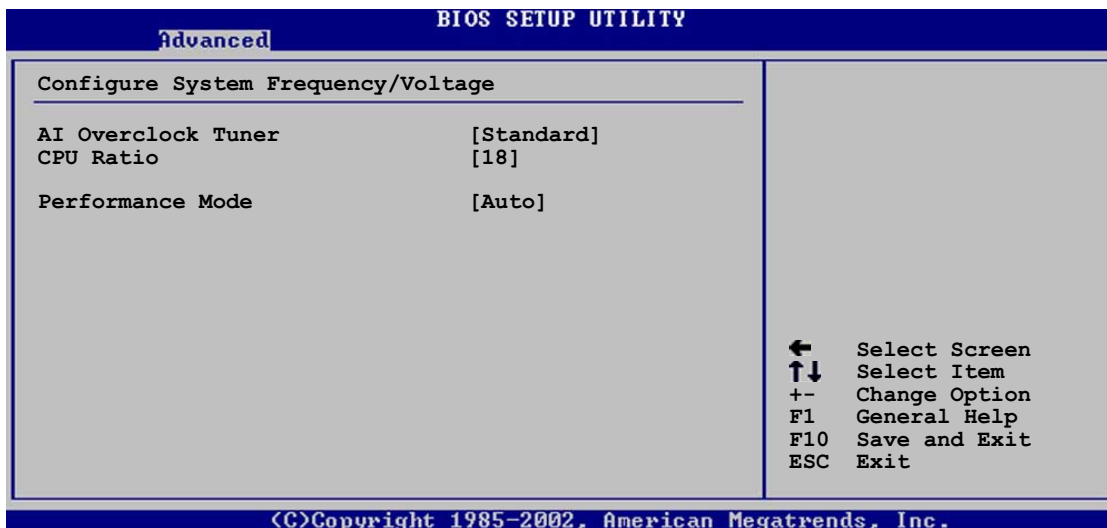 BIOS SETUP UTILITY
Advanced
Configure System Frequency/Voltage
AI Overclock Tuner [Standard]
CPU Ratio [18]
Performance Mode [Auto]
← Select Screen
↑↓ Select Item
+- Change Option
F1 General Help
F10 Save and Exit
ESC Exit
(C)Copyright 1985-2002, American Megatrends, Inc.